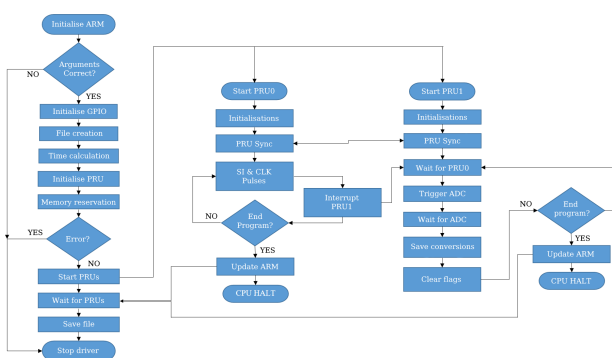 Initialise ARM
Arguments
Correct?
NO
YES
Initialise GPIO
File creation
Time calculation
Initialise PRU
Memory reservation
YES
Error?
NO
Start PRUs
Wait for PRUs
Save file
Stop driver
Start PRU0
Initialisations
PRU Sync
SI & CLK
Pulses
Interrupt
PRU1
NO
End
Program?
YES
Update ARM
CPU HALT
Start PRU1
Initialisations
PRU Sync
Wait for PRU0
Trigger ADC
Wait for ADC
Save conversions
Clear flags
NO
End
program?
YES
Update ARM
CPU HALT